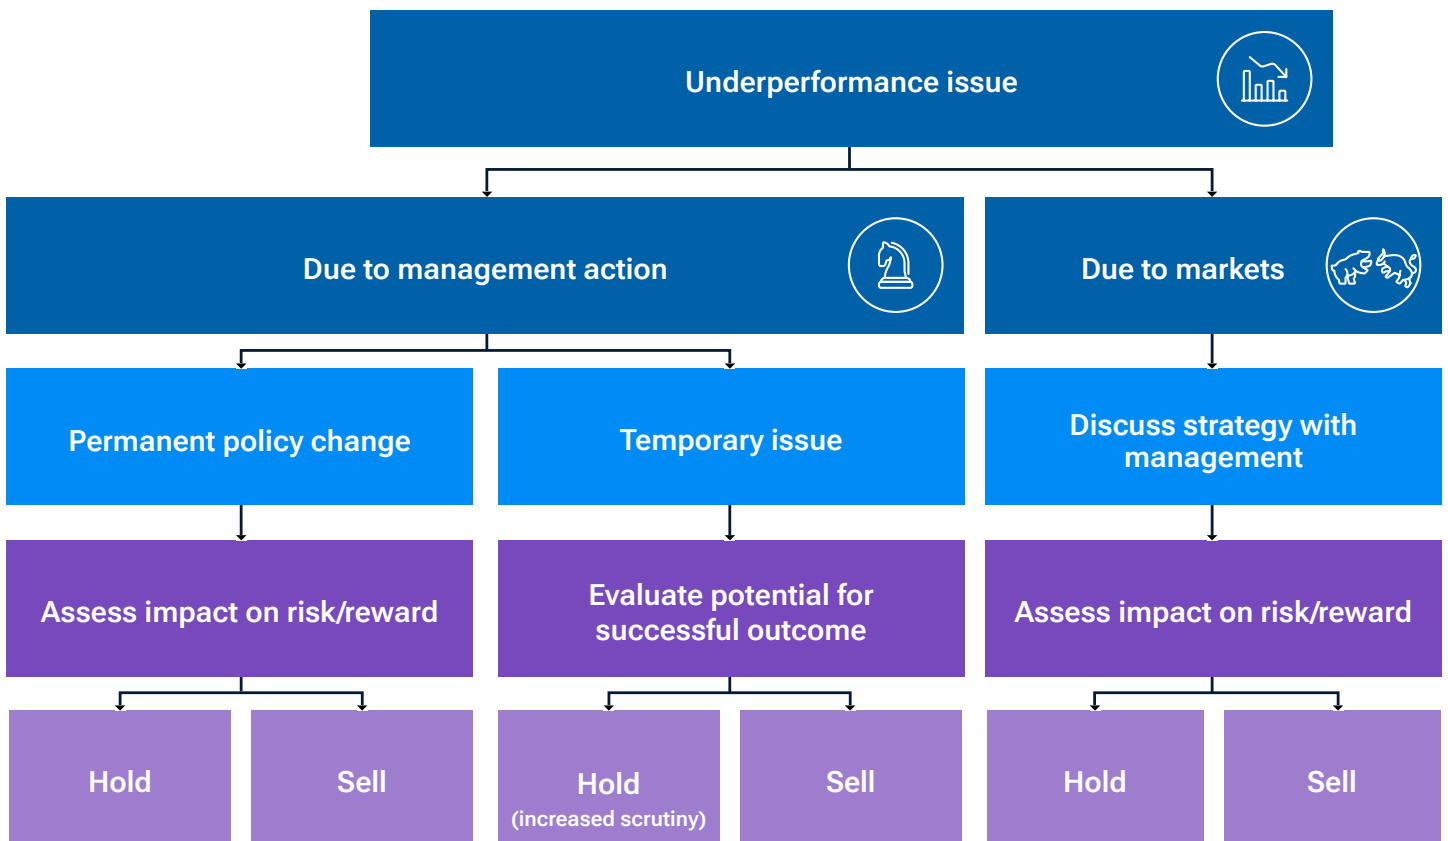 Underperformance issue
Due to management action
Due to markets
Permanent policy change
Temporary issue
Discuss strategy with
management
Assess impact on risk/reward
Evaluate potential for
successful outcome
Assess impact on risk/reward
Hold
Sell
Hold
(increased scrutiny)
Sell
Hold
Sell